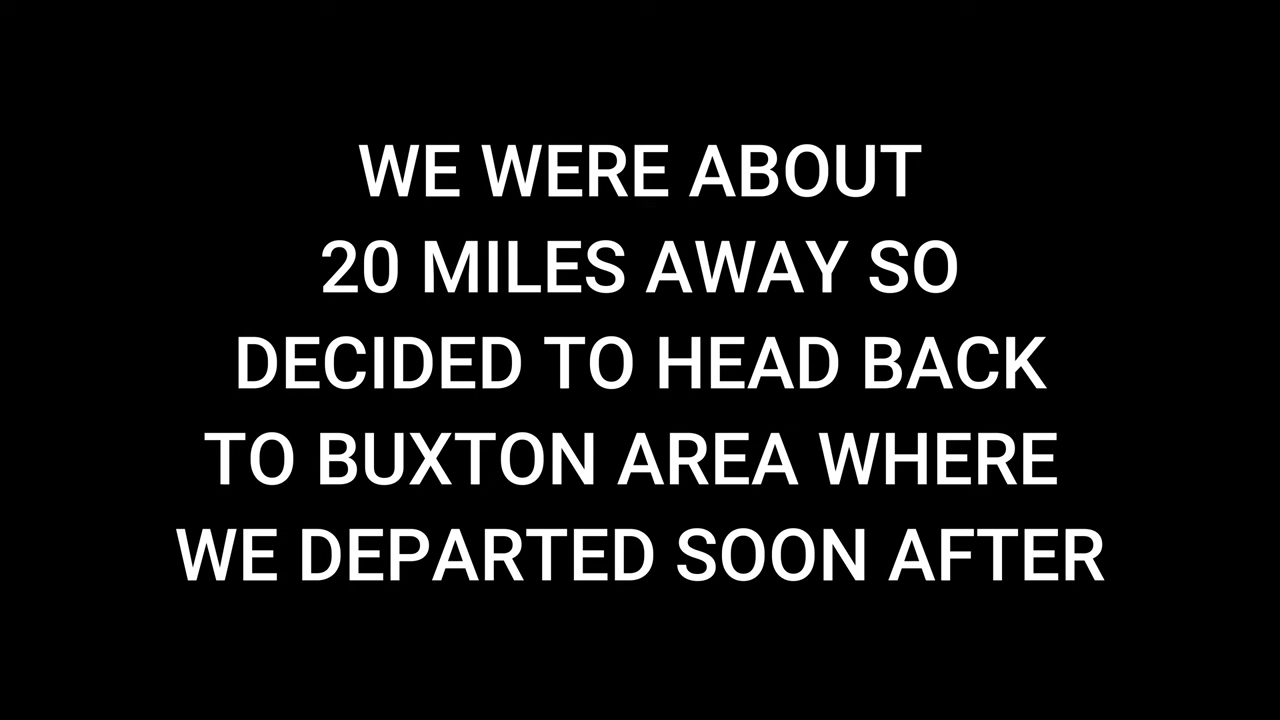 WE WERE ABOUT
20 MILES AWAY SO
DECIDED TO HEAD BACK
TO BUXTON AREA WHERE
WE DEPARTED SOON AFTER